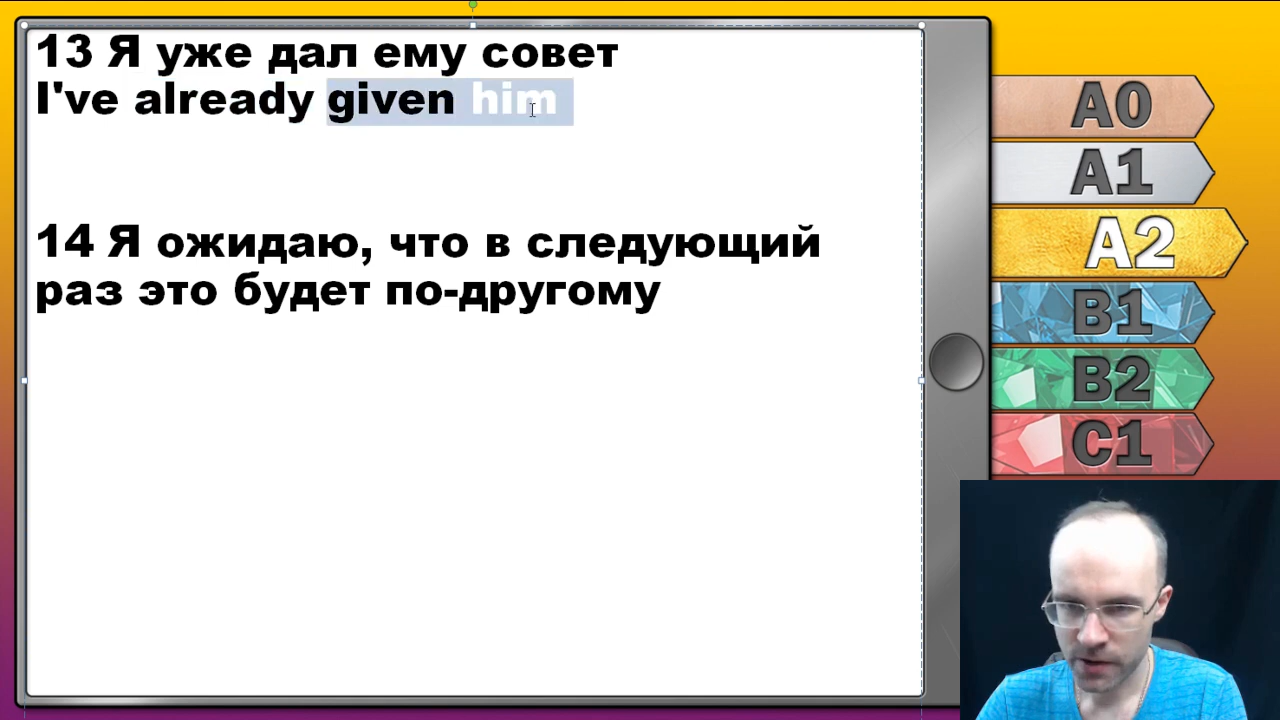 13 Я уже дал ему совет
I've already given him
14 Я ожидаю, что в следующий
раз это будет по-другому
A0
A1
A2
B1
B2
C1